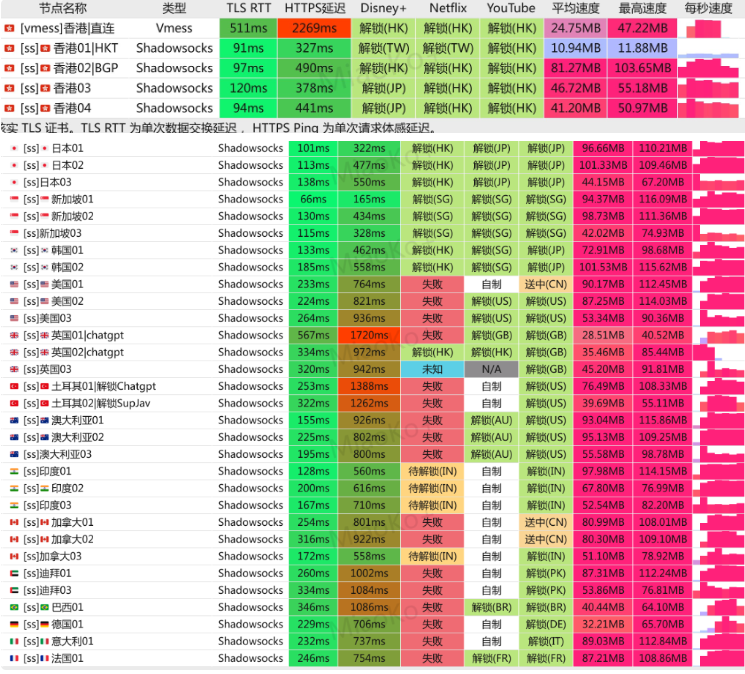 节点名称 类型 TLS RTT HTTPS延迟 Disney+ Netflix YouTube 平均速度 最高速度 每秒速度
[vmess]香港|直连 Vmess 511ms 2269ms 解锁(HK) 解锁(HK) 解锁(HK) 24.75MB 47.22MB
[ss] 香港01|HKT Shadowsocks 91ms 327ms 解锁(TW) 解锁(TW) 解锁(HK) 10.94MB 11.88MB
[ss] 香港02|BGP Shadowsocks 97ms 490ms 解锁(HK) 解锁(HK) 解锁(HK) 81.27MB 103.65MB
[ss] 香港03 Shadowsocks 120ms 378ms 解锁(JP) 解锁(HK) 解锁(HK) 46.72MB 55.18MB
[ss] 香港04 Shadowsocks 94ms 441ms 解锁(HK) 解锁(HK) 解锁(HK) 41.20MB 50.97MB
实 TLS 证书。TLS RTT 为单次数据交换延迟，HTTPS Ping 为单次请求体感延迟。
[ss] 日本01 Shadowsocks 101ms 322ms 解锁(HK) 解锁(JP) 解锁(JP) 96.66MB 110.21MB
[ss] 日本02 Shadowsocks 113ms 477ms 解锁(HK) 解锁(JP) 解锁(JP) 101.33MB 109.46MB
[ss]日本03 Shadowsocks 138ms 550ms 解锁(HK) 解锁(JP) 解锁(JP) 44.15MB 67.20MB
[ss] 新加坡01 Shadowsocks 66ms 165ms 解锁(SG) 解锁(SG) 解锁(SG) 94.37MB 116.09MB
[ss] 新加坡02 Shadowsocks 130ms 434ms 解锁(SG) 解锁(SG) 解锁(SG) 98.73MB 111.36MB
[ss]新加坡03 Shadowsocks 115ms 328ms 解锁(SG) 解锁(SG) 解锁(SG) 42.02MB 74.93MB
[ss] 韩国01 Shadowsocks 133ms 462ms 解锁(HK) 解锁(SG) 解锁(JP) 72.91MB 98.68MB
[ss] 韩国02 Shadowsocks 185ms 558ms 解锁(HK) 解锁(SG) 解锁(JP) 101.53MB 115.62MB
[ss] 美国01 Shadowsocks 233ms 764ms 失败 自制 送中(CN) 90.17MB 112.45MB
[ss] 美国02 Shadowsocks 224ms 821ms 失败 解锁(US) 解锁(US) 87.25MB 114.03MB
[ss]美国03 Shadowsocks 264ms 936ms 失败 解锁(US) 解锁(US) 53.34MB 90.36MB
[ss] 英国01|chatgpt Shadowsocks 567ms 1720ms 失败 解锁(GB) 解锁(GB) 28.51MB 40.52MB
[ss] 英国02|chatgpt Shadowsocks 334ms 972ms 解锁(HK) 解锁(HK) 解锁(GB) 35.46MB 85.44MB
[ss]英国03 Shadowsocks 320ms 942ms 未知 N/A 解锁(GB) 45.20MB 91.81MB
[ss] 土耳其01|解锁Chatgpt Shadowsocks 253ms 1388ms 失败 自制 解锁(US) 76.49MB 108.33MB
[ss] 土耳其02|解锁SupJav Shadowsocks 322ms 1262ms 失败 自制 解锁(US) 39.69MB 55.11MB
[ss] 澳大利亚01 Shadowsocks 155ms 926ms 失败 解锁(AU) 解锁(US) 93.04MB 115.86MB
[ss] 澳大利亚02 Shadowsocks 225ms 802ms 失败 解锁(AU) 解锁(US) 95.13MB 109.25MB
[ss]澳大利亚03 Shadowsocks 195ms 800ms 失败 解锁(AU) 解锁(US) 55.58MB 98.78MB
[ss] 印度01 Shadowsocks 128ms 560ms 待解锁(IN) 自制 解锁(IN) 97.98MB 114.15MB
[ss] 印度02 Shadowsocks 200ms 616ms 待解锁(IN) 自制 解锁(IN) 67.80MB 76.99MB
[ss] 印度03 Shadowsocks 167ms 710ms 待解锁(IN) 自制 解锁(IN) 52.54MB 82.20MB
[ss] 加拿大01 Shadowsocks 254ms 801ms 失败 自制 送中(CN) 80.99MB 108.01MB
[ss] 加拿大02 Shadowsocks 316ms 922ms 失败 自制 送中(CN) 80.30MB 109.10MB
[ss] 加拿大03 Shadowsocks 172ms 558ms 待解锁(IN) 自制 解锁(IN) 51.10MB 78.92MB
[ss]迪拜01 Shadowsocks 260ms 1002ms 失败 自制 解锁(PK) 87.31MB 112.24MB
[ss]迪拜03 Shadowsocks 334ms 1084ms 失败 自制 解锁(PK) 53.86MB 76.81MB
[ss] 巴西01 Shadowsocks 346ms 1086ms 失败 解锁(BR) 解锁(BR) 40.44MB 64.10MB
[ss] 德国01 Shadowsocks 229ms 706ms 失败 自制 解锁(DE) 32.21MB 65.70MB
[ss] 意大利01 Shadowsocks 232ms 737ms 失败 自制 解锁(IT) 89.03MB 112.84MB
[ss] 法国01 Shadowsocks 246ms 754ms 失败 解锁(FR) 解锁(FR) 87.21MB 108.86MB